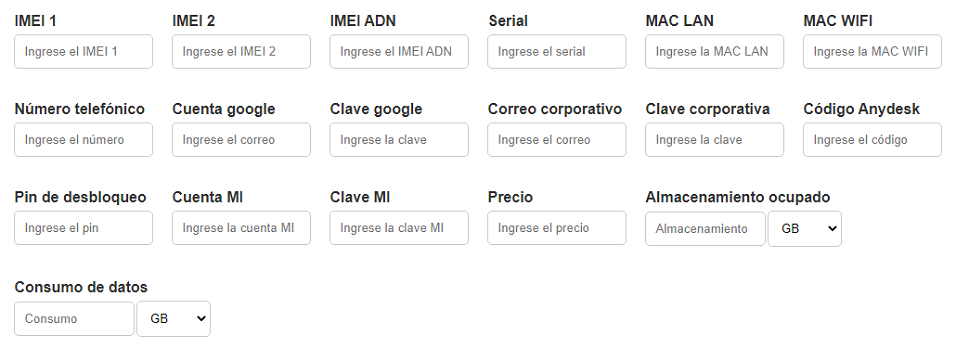 IMEI 1 IMEI 2 IMEI ADN Serial MAC LAN MAC WIFI
Ingrese el IMEI 1 Ingrese el IMEI 2 Ingrese el IMEI ADN Ingrese el serial Ingrese la MAC LAN Ingrese la MAC WIFI
Número telefónico Cuenta google Clave google Correo corporativo Clave corporativa Código Anydesk
Ingrese el número Ingrese el correo Ingrese la clave Ingrese el correo Ingrese la clave Ingrese el código
Pin de desbloqueo Cuenta MI Clave MI Precio Almacenamiento ocupado
Ingrese el pin Ingrese la cuenta MI Ingrese la clave MI Ingrese el precio Almacenamiento GB
Consumo de datos
Consumo GB